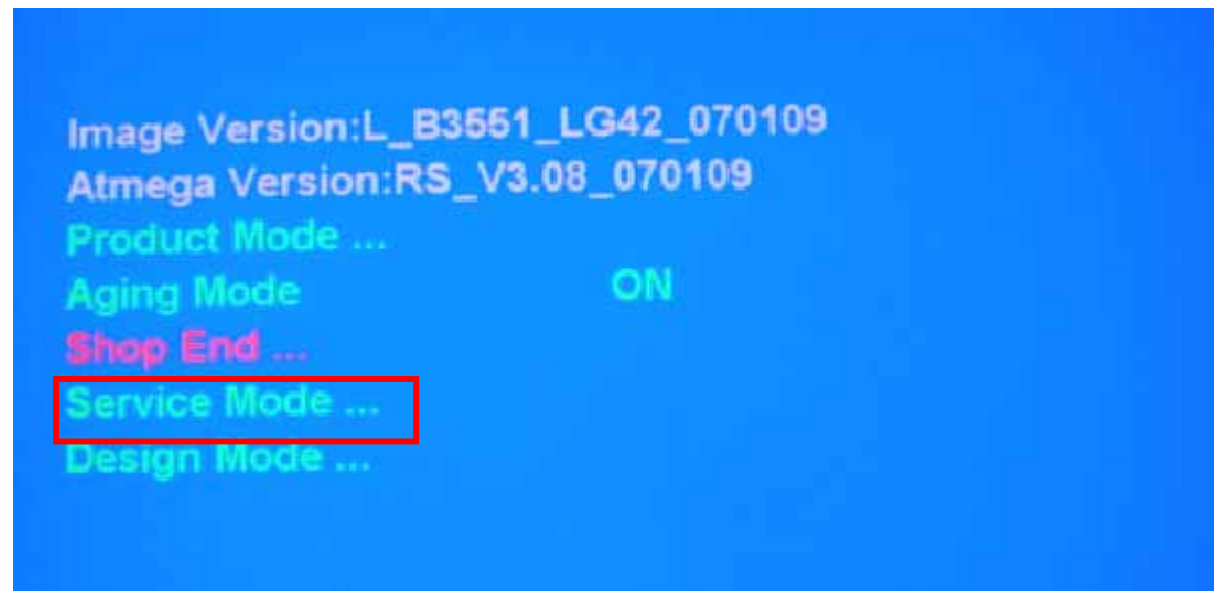 Image Version:L_B3551_LG42_070109
Atmega Version:RS_V3.08_070109
Product Mode ...
Aging Mode ON
Shop End ...
Service Mode ...
Design Mode ...